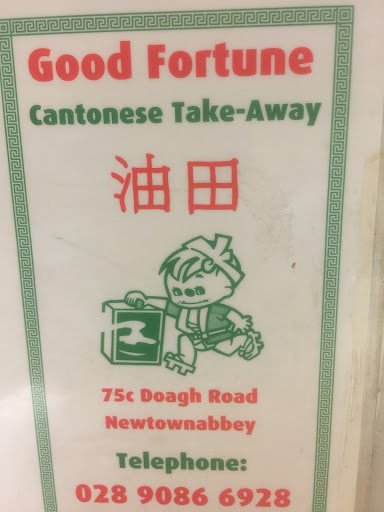 Good Fortune
Cantonese Take-Away
油田
75c Doagh Road
Newtownabbey
Telephone:
028 9086 6928